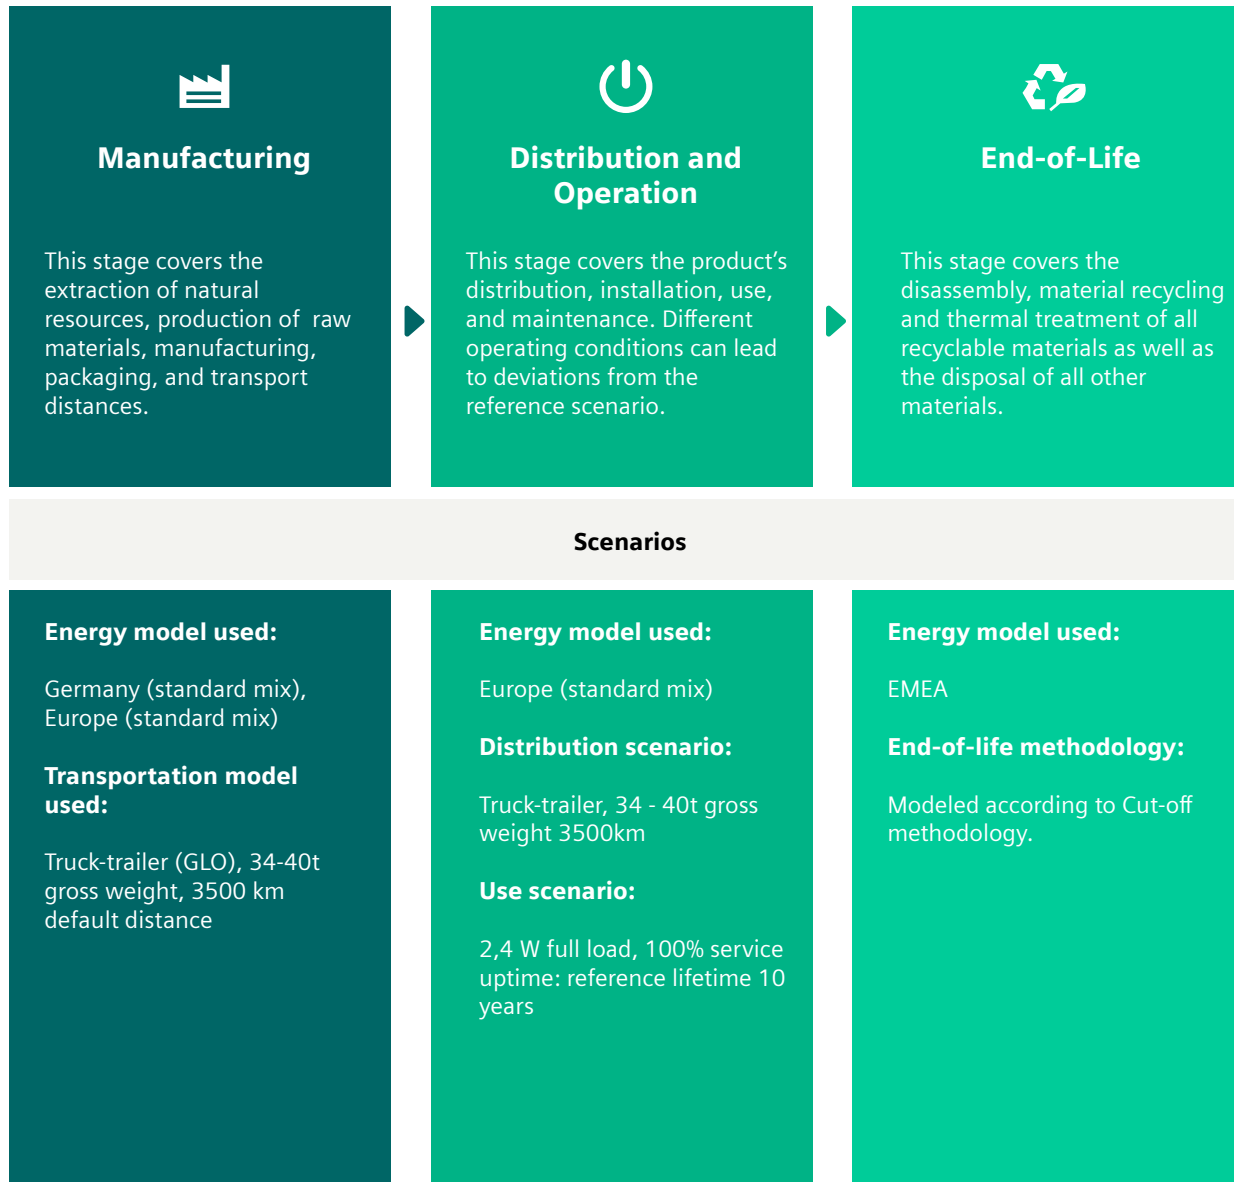 Manufacturing
This stage covers the
extraction of natural
resources, production of  raw
materials, manufacturing,
packaging, and transport
distances.
Distribution and
Operation
This stage covers the product’s
distribution, installation, use,
and maintenance. Different
operating conditions can lead
to deviations from the
reference scenario.
End-of-Life
This stage covers the
disassembly, material recycling
and thermal treatment of all
recyclable materials as well as
the disposal of all other
materials.
Scenarios
Energy model used:
Germany (standard mix),
Europe (standard mix)
Transportation model
used:
Truck-trailer (GLO), 34-40t
gross weight, 3500 km
default distance
Energy model used:
Europe (standard mix)
Distribution scenario:
Truck-trailer, 34 - 40t gross
weight 3500km
Use scenario:
2,4 W full load, 100% service
uptime: reference lifetime 10
years
Energy model used:
EMEA
End-of-life methodology:
Modeled according to Cut-off
methodology.